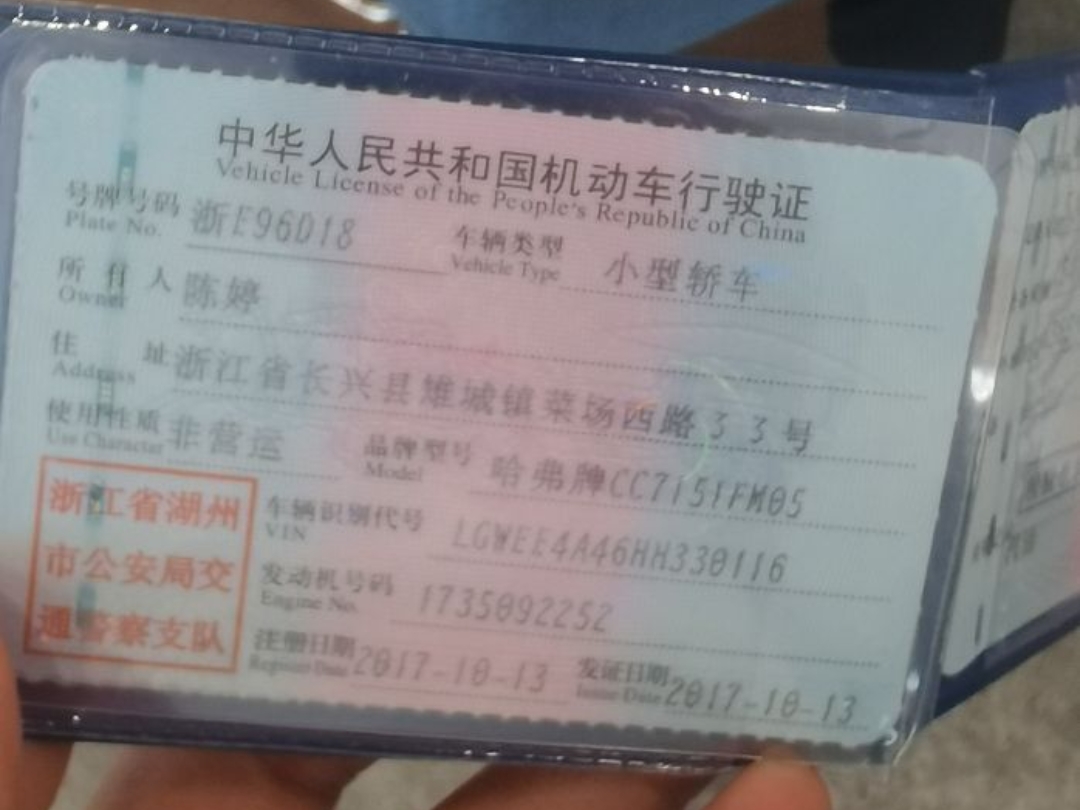 中华人民共和国机动车行驶证
Vehicle License of the People's Republic of China
号牌号码 浙E96D18 车辆类型 小型轿车
Plate No. Vehicle Type
所有人 陈婷
Owner
住址 浙江省长兴县雉城镇菜场西路33号
Address
使用性质 非营运 品牌型号 哈弗牌CC7151FM05
Use Character Model
浙江省湖州
市公安局交
通警察支队
车辆识别代号 LGWEE4A46HH330116
VIN
发动机号码 1735092252
Engine No.
注册日期 2017-10-13 发证日期 2017-10-13
Register Date Issue Date